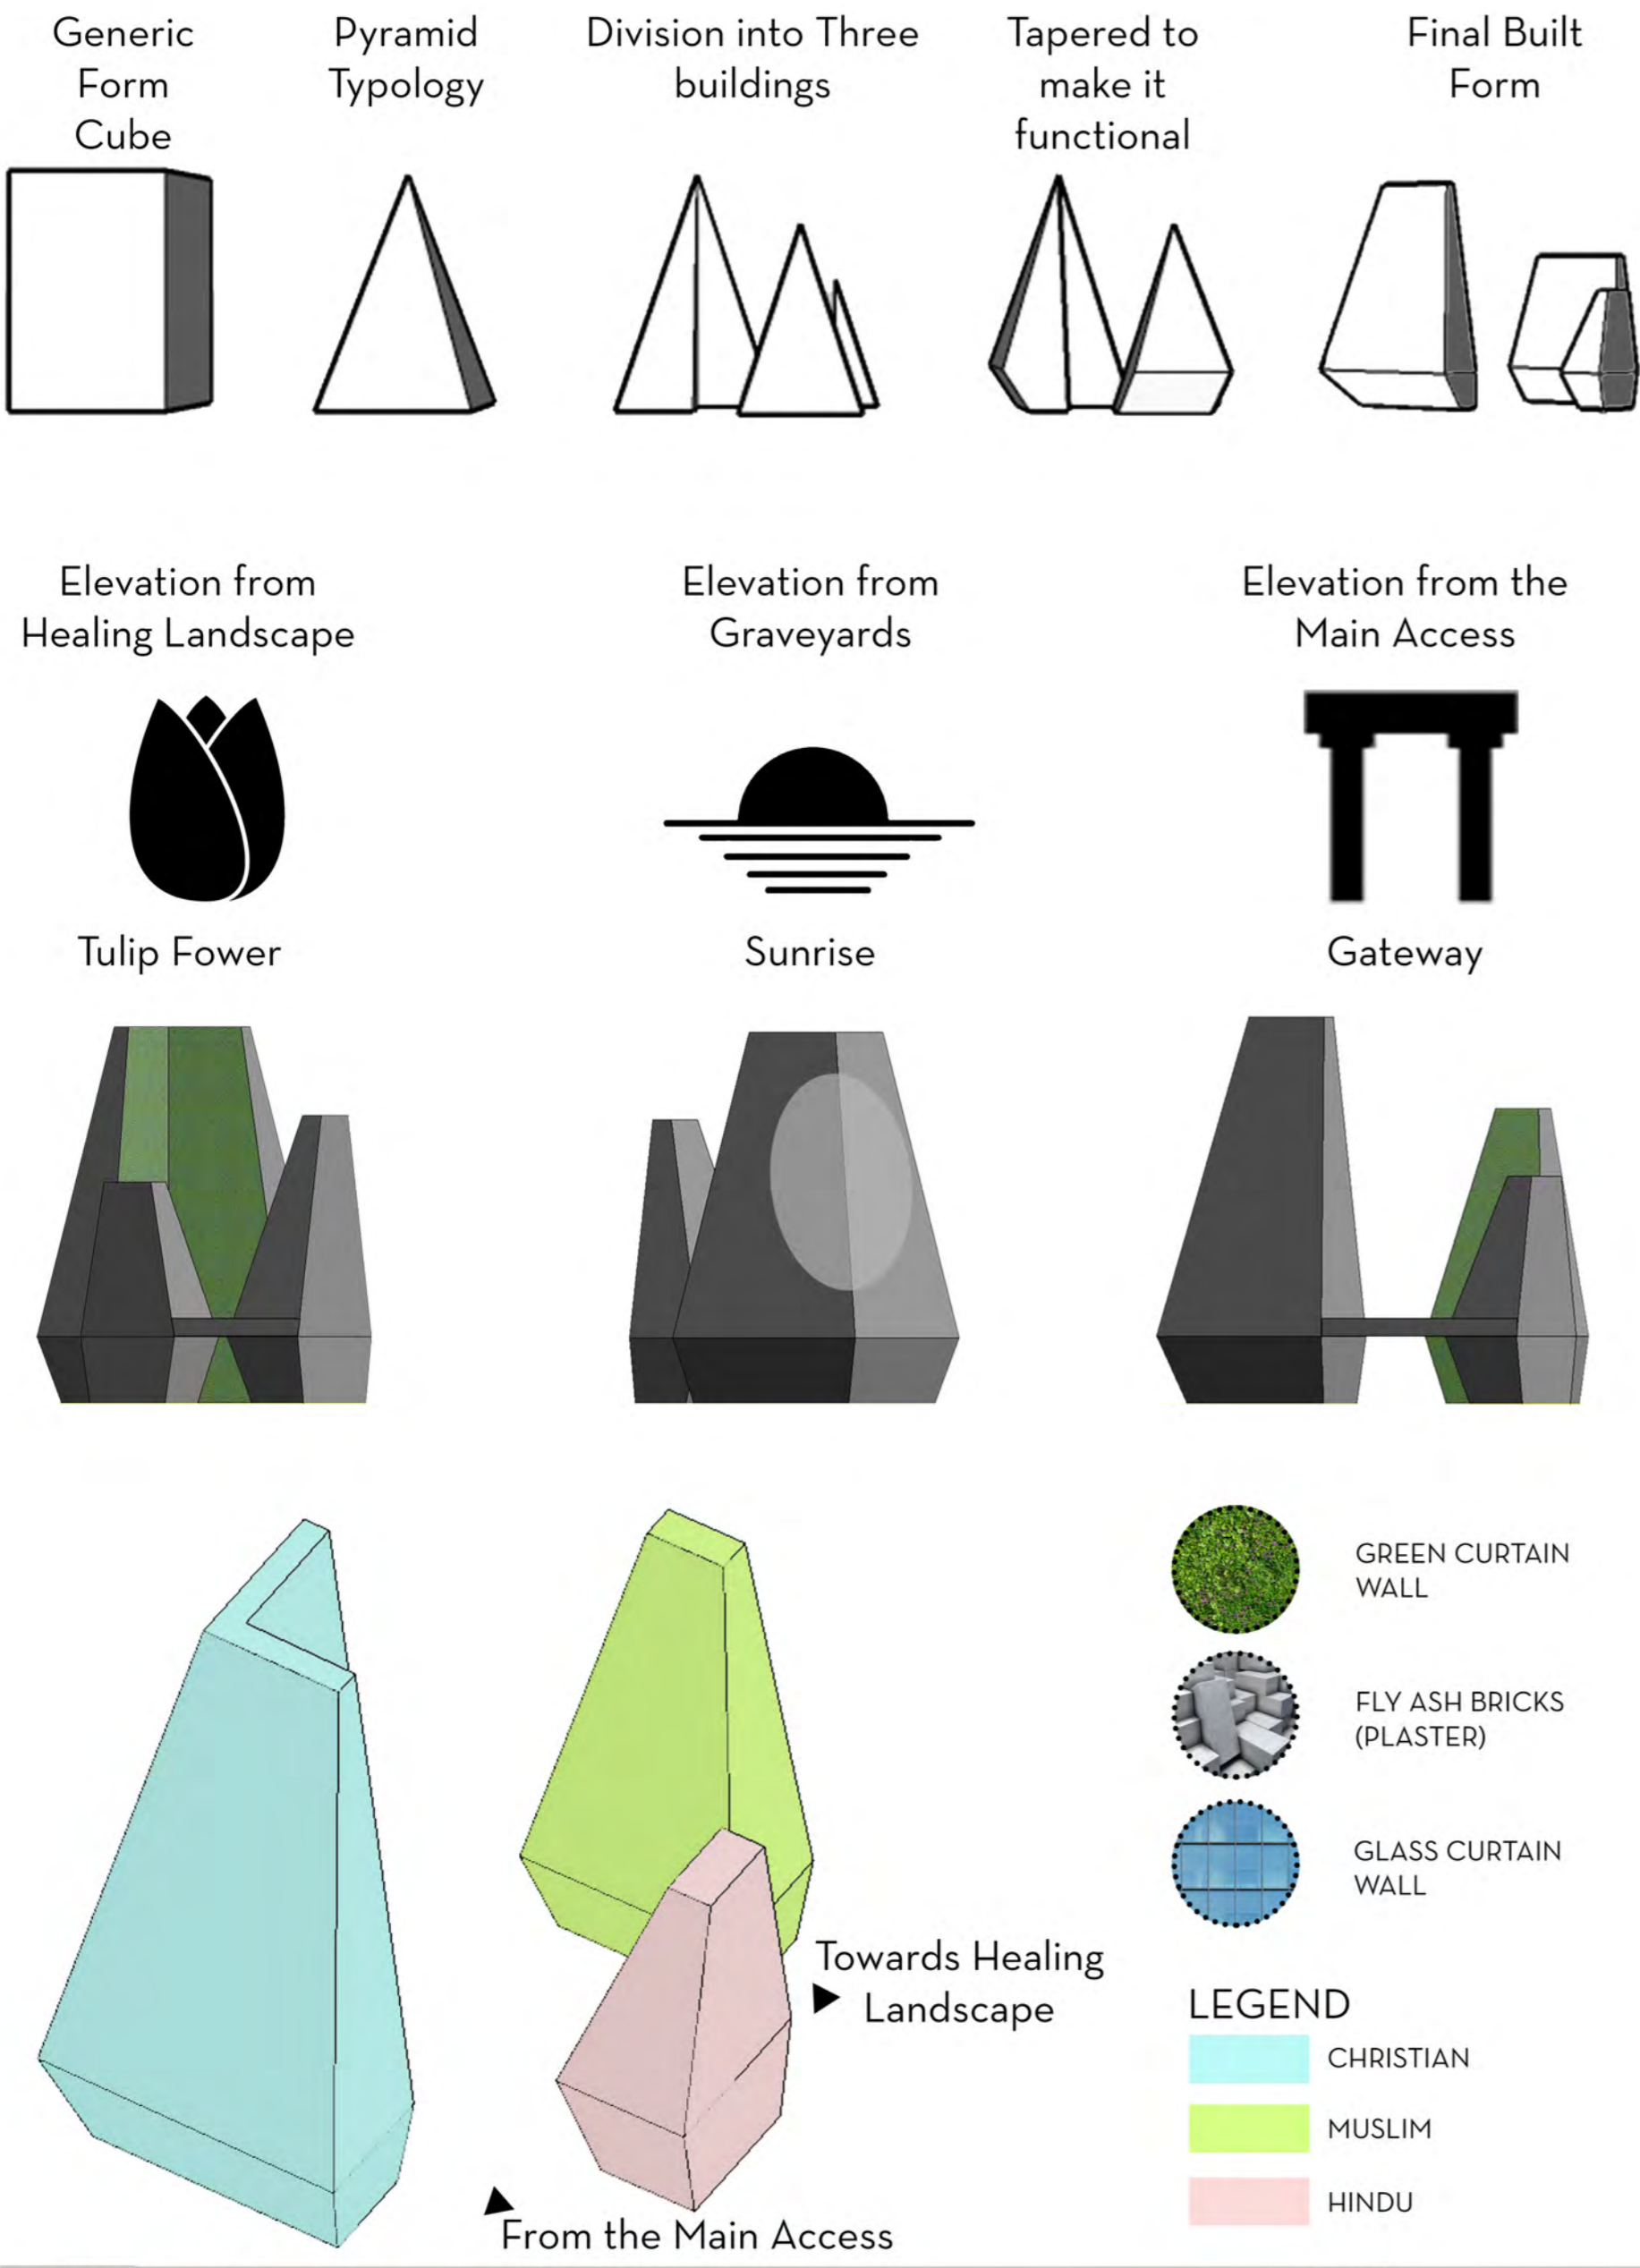 Generic
Form
Cube
Pyramid
Typology
Division into Three
buildings
Tapered to
make it
functional
Final Built
Form
Elevation from
Healing Landscape
Elevation from
Graveyards
Elevation from the
Main Access
Tulip Fower
Sunrise
Gateway
GREEN CURTAIN
WALL
FLY ASH BRICKS
(PLASTER)
GLASS CURTAIN
WALL
Towards Healing
Landscape
From the Main Access
LEGEND
CHRISTIAN
MUSLIM
HINDU